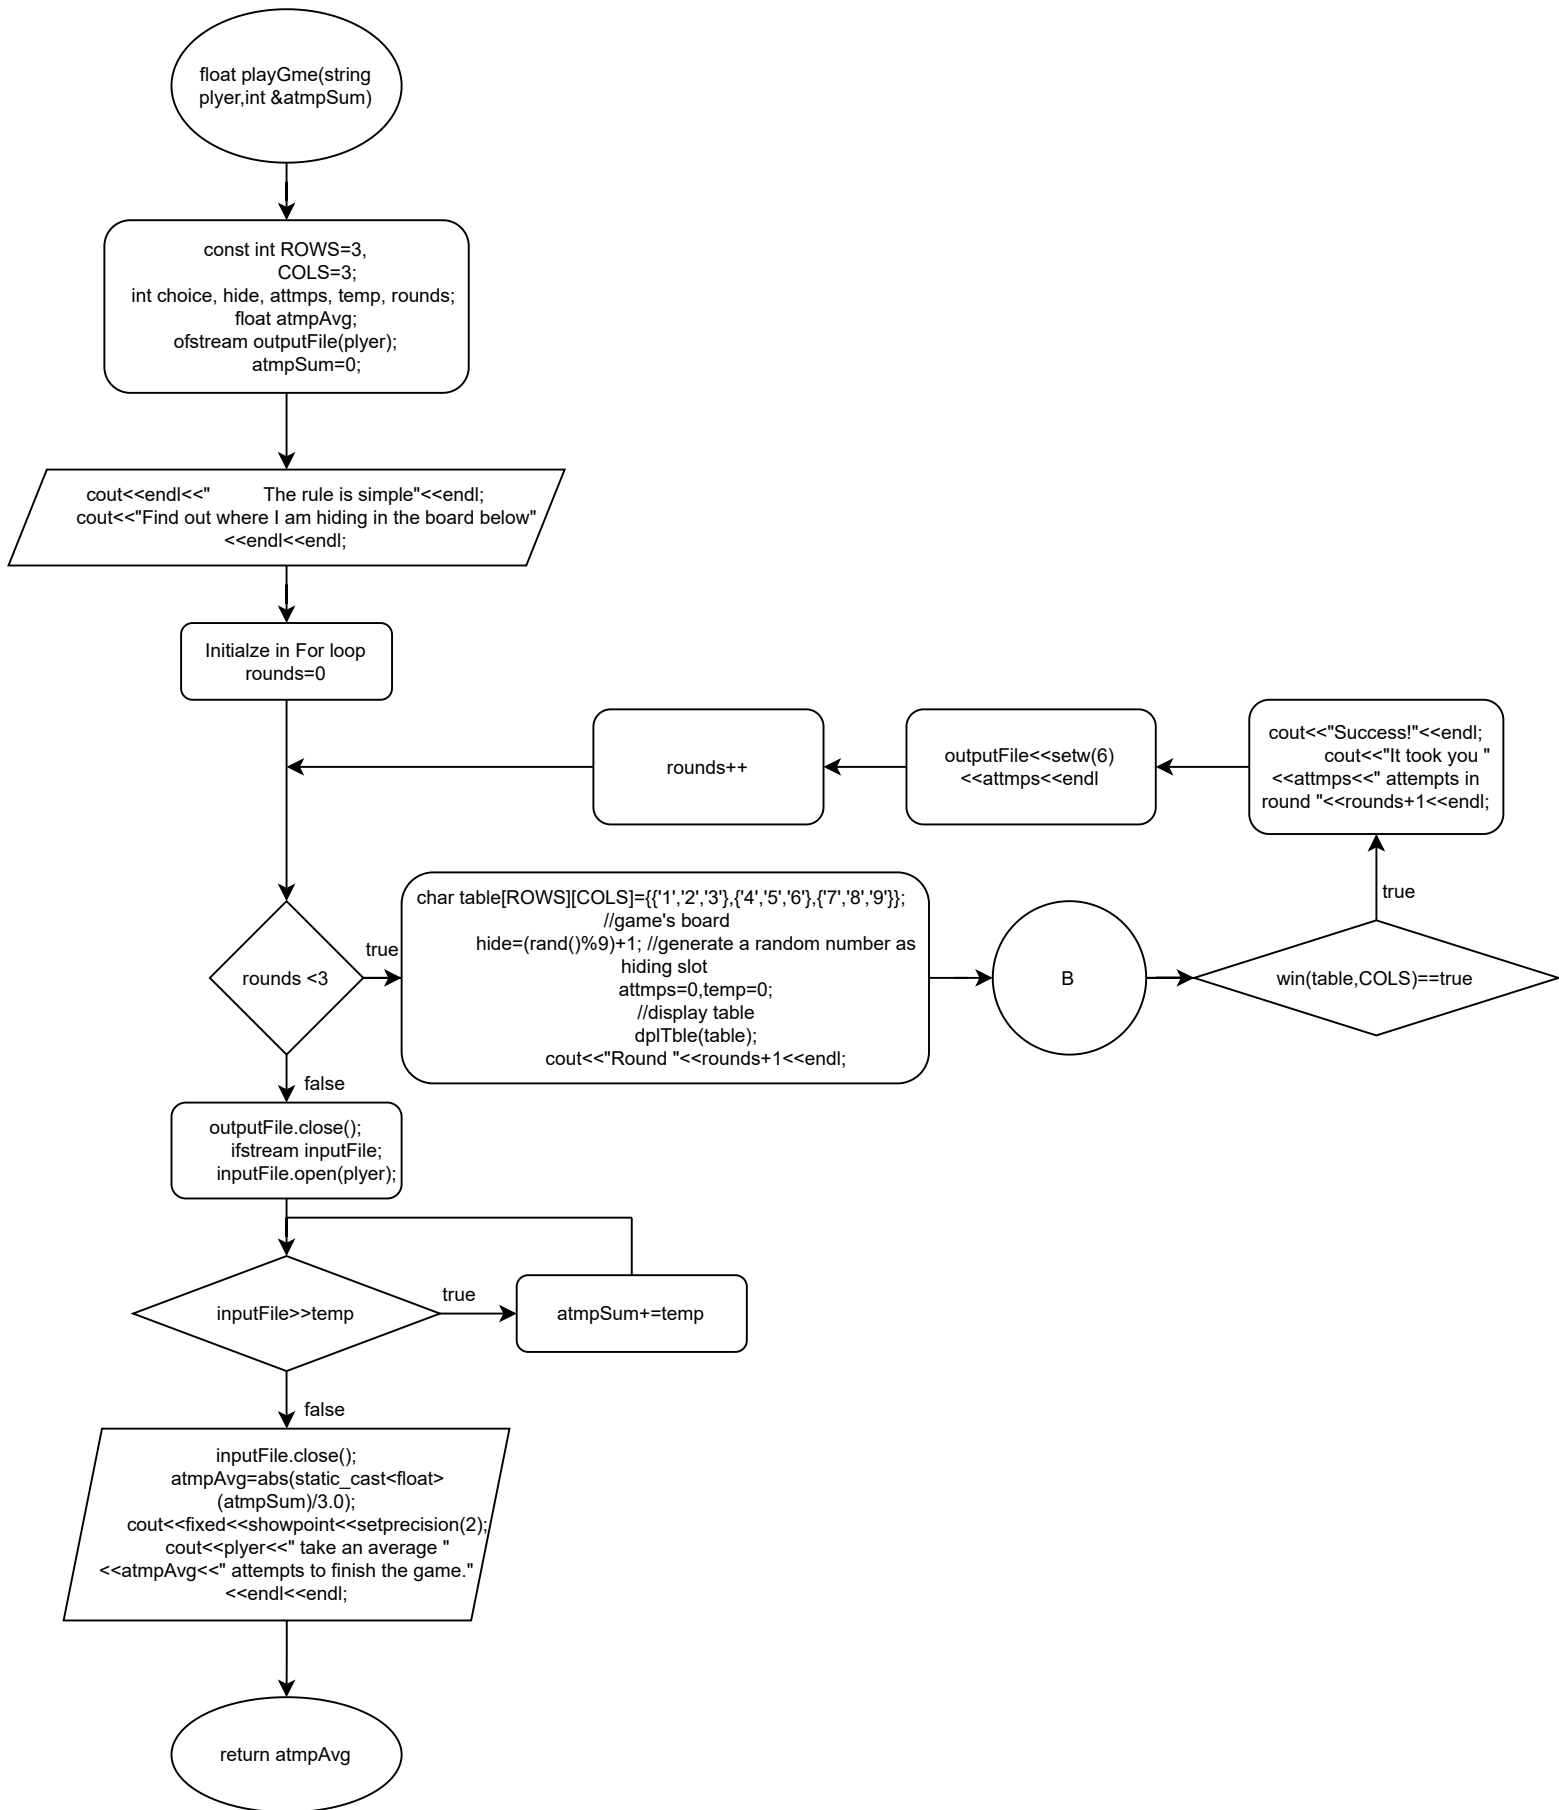 float playGme(string
plyer,int &atmpSum)
const int ROWS=3,
COLS=3;
int choice, hide, attmps, temp, rounds;
float atmpAvg;
ofstream outputFile(plyer);
atmpSum=0;
cout<<endl<<"          The rule is simple"<<endl;
cout<<"Find out where I am hiding in the board below"
<<endl<<endl;
Initialze in For loop
rounds=0
rounds++
outputFile<<setw(6)
<<attmps<<endl
cout<<"Success!"<<endl;
cout<<"It took you "
<<attmps<<" attempts in
round "<<rounds+1<<endl;
true
rounds <3
true
char table[ROWS][COLS]={{'1','2','3'},{'4','5','6'},{'7','8','9'}};
//game's board
hide=(rand()%9)+1; //generate a random number as
hiding slot
attmps=0,temp=0;
//display table
dplTble(table);
cout<<"Round "<<rounds+1<<endl;
B
win(table,COLS)==true
false
outputFile.close();
ifstream inputFile;
inputFile.open(plyer);
inputFile>>temp
true
atmpSum+=temp
false
inputFile.close();
atmpAvg=abs(static_cast<float>
(atmpSum)/3.0);
cout<<fixed<<showpoint<<setprecision(2);
cout<<plyer<<" take an average "
<<atmpAvg<<" attempts to finish the game."
<<endl<<endl;
return atmpAvg